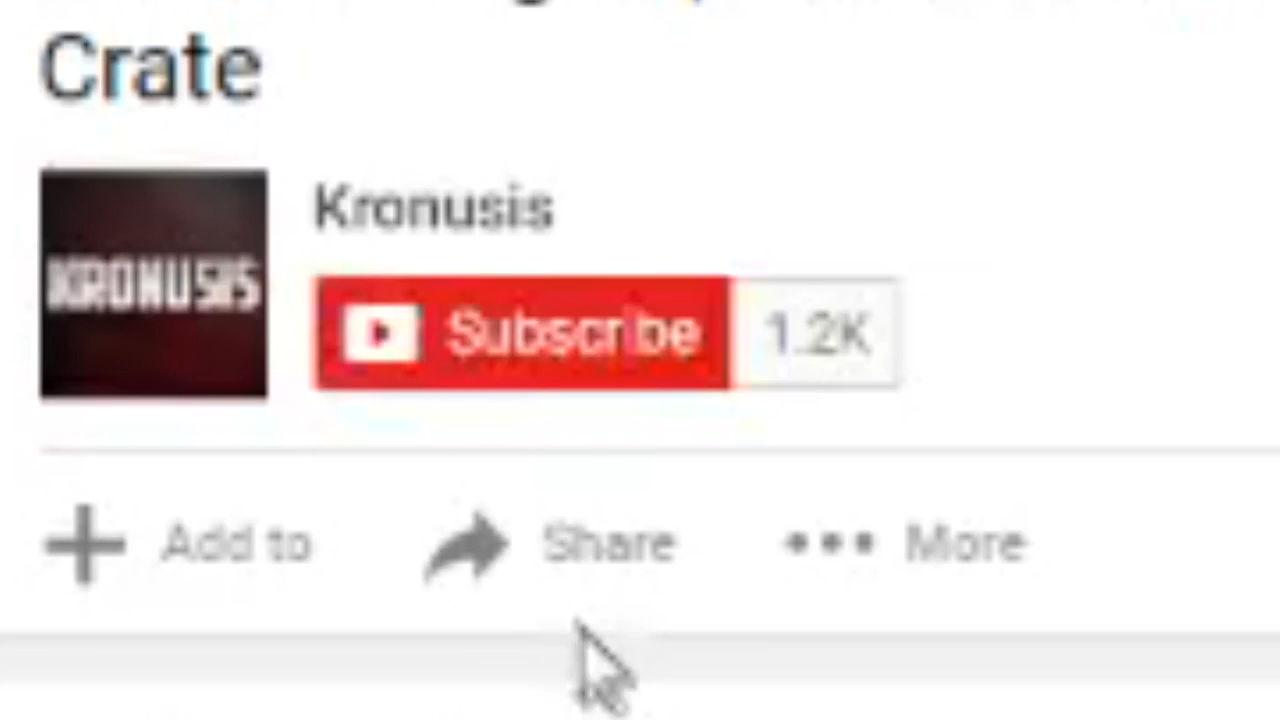 Crate
KRONUSIS
Kronusis
Subscribe 1.2K
Add to Share More